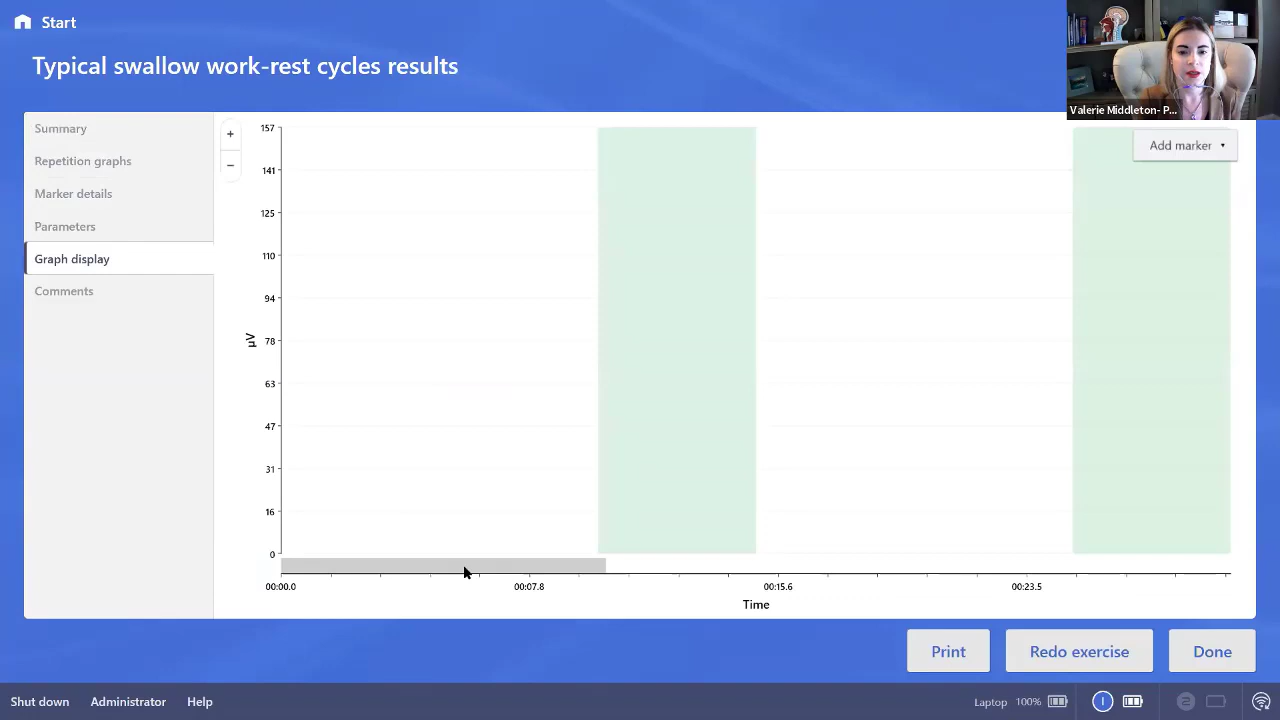 Start
Typical swallow work-rest cycles results
Valerie Middleton- P...
Summary
Repetition graphs
Marker details
Parameters
Graph display
Comments
+
−
Add marker
157
141
125
110
94
78
63
47
31
16
0
µV
00:00.0 00:07.8 00:15.6 00:23.5
Time
Print Redo exercise Done
Shut down Administrator Help Laptop 100% I 2